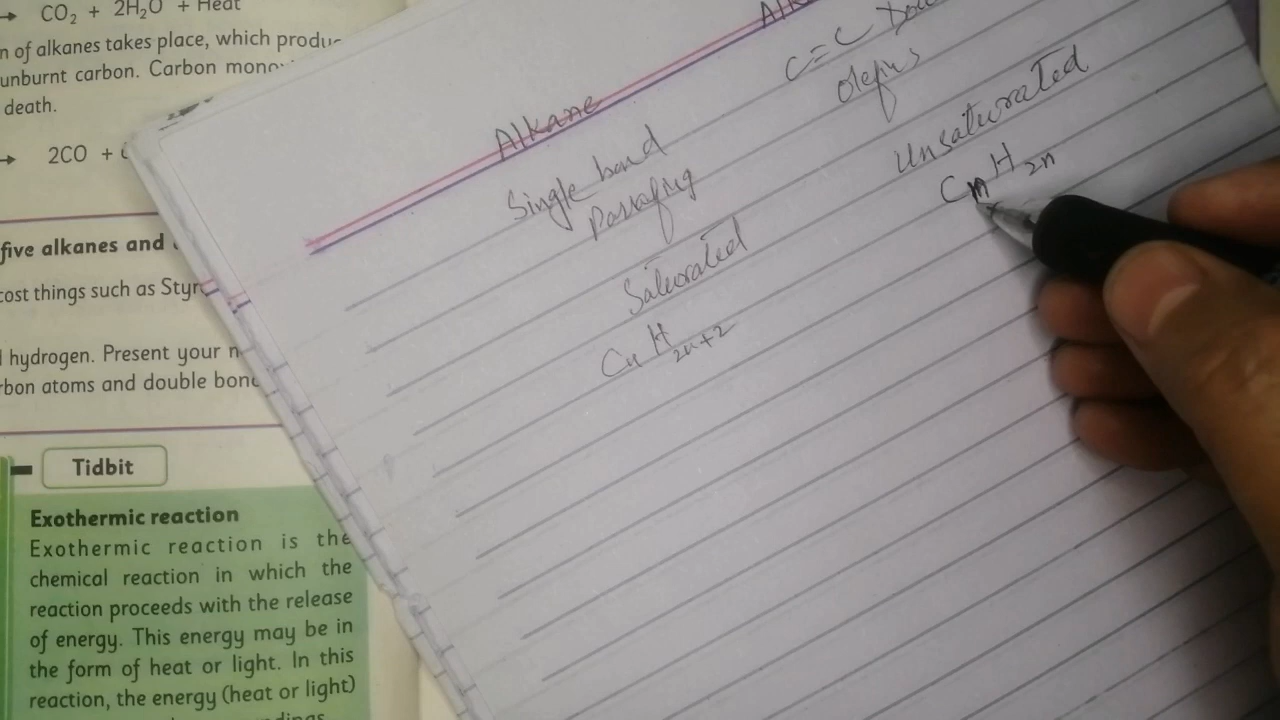 → CO₂ + 2H₂O + Heat
n of alkanes takes place, which produ
unburnt carbon. Carbon mono
death.
→ 2CO +
five alkanes and
cost things such as Styr
hydrogen. Present your n
rbon atoms and double bond
Tidbit
Exothermic reaction
Exothermic reaction is the
chemical reaction in which the
reaction proceeds with the release
of energy. This energy may be in
the form of heat or light. In this
reaction, the energy (heat or light)
Alkane
Single bond
Saturated
CnH2n+2
C=C
Olefins
Unsaturated
CnH2n